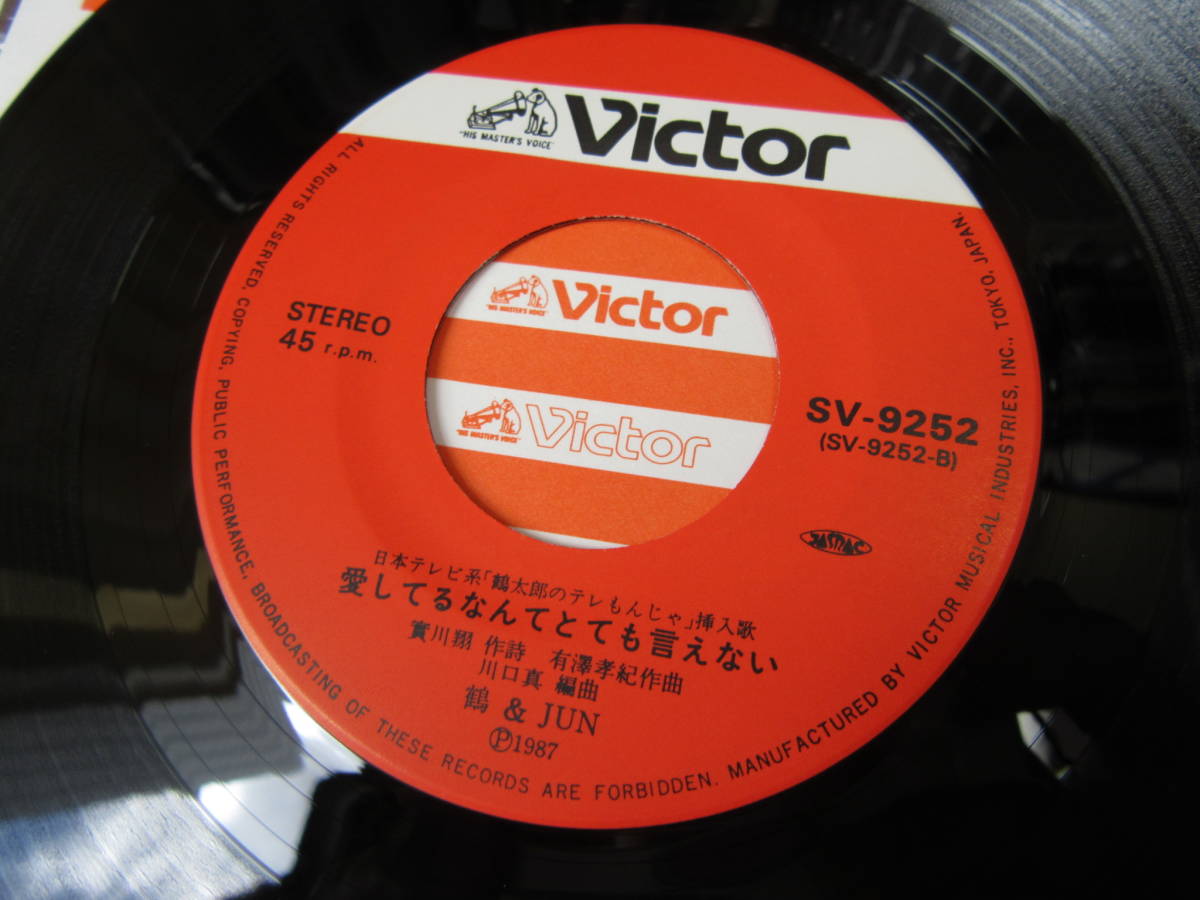 "HIS MASTER'S VOICE"
Victor
"HIS MASTER'S VOICE"
Victor
"HIS MASTER'S VOICE"
Victor
STEREO
45 r.p.m.
SV-9252
(SV-9252-B)
JASRAC
日本テレビ系「鶴太郎のテレもんじゃ」挿入歌
愛してるなんてとても言えない
實川翔 作詩 有澤孝紀作曲
川口真 編曲
鶴 & JUN
Ⓟ1987
ALL RIGHTS RESERVED. COPYING, PUBLIC PERFORMANCE, BROADCASTING OF THESE RECORDS ARE FORBIDDEN. MANUFACTURED BY VICTOR MUSICAL INDUSTRIES, INC., TOKYO, JAPAN.